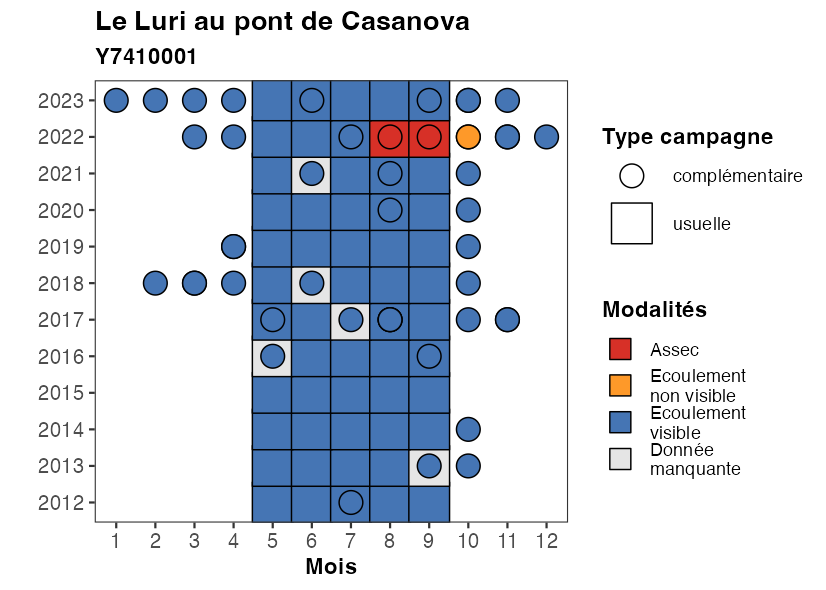 Le Luri au pont de Casanova
Y7410001
2023
2022
2021
2020
2019
2018
2017
2016
2015
2014
2013
2012
1 2 3 4 5 6 7 8 9 10 11 12
Mois
Type campagne
complémentaire
usuelle
Modalités
Assec
Ecoulement
non visible
Ecoulement
visible
Donnée
manquante